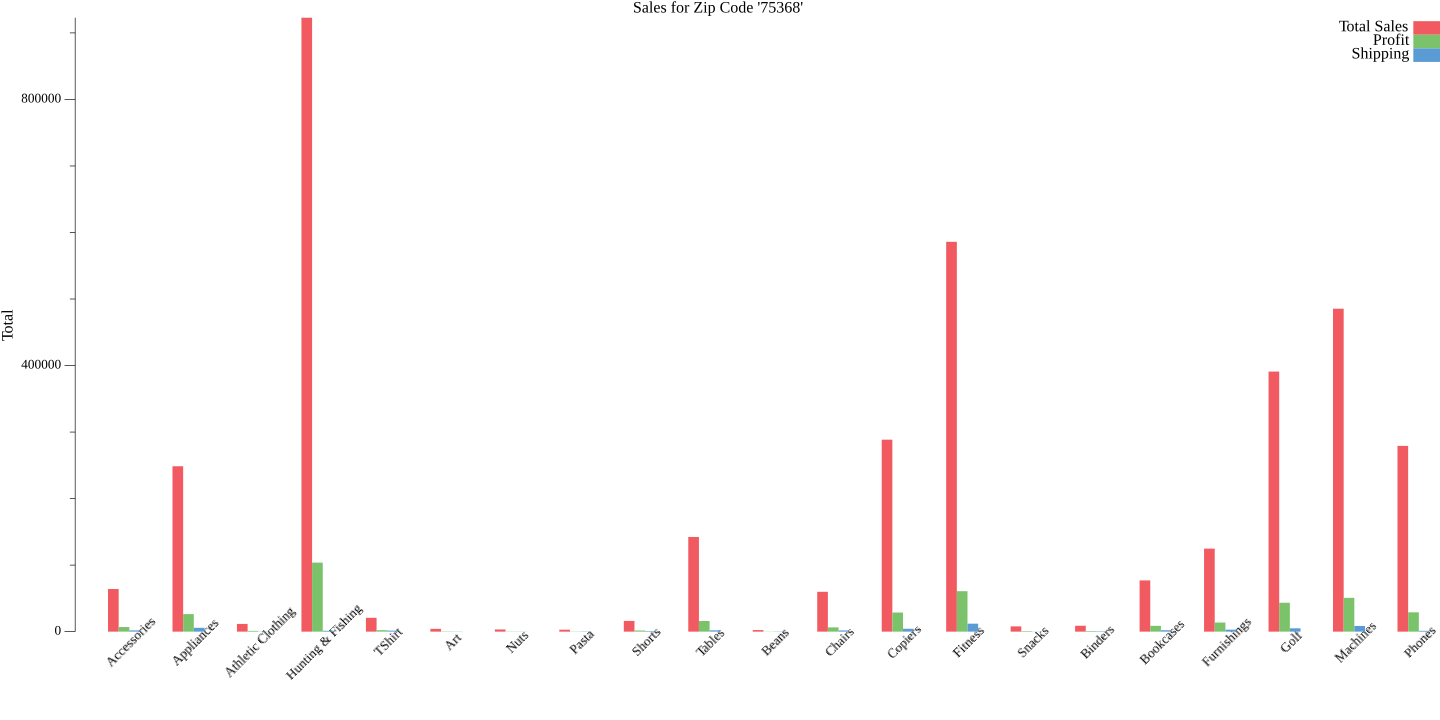 Sales for Zip Code '75368'
Total Sales
Profit
Shipping
800000
400000
0
Total
Accessories
Appliances
Athletic Clothing
Hunting & Fishing
TShirt
Art
Nuts
Pasta
Shorts
Tables
Beans
Chairs
Copiers
Fitness
Snacks
Binders
Bookcases
Furnishings
Golf
Machines
Phones